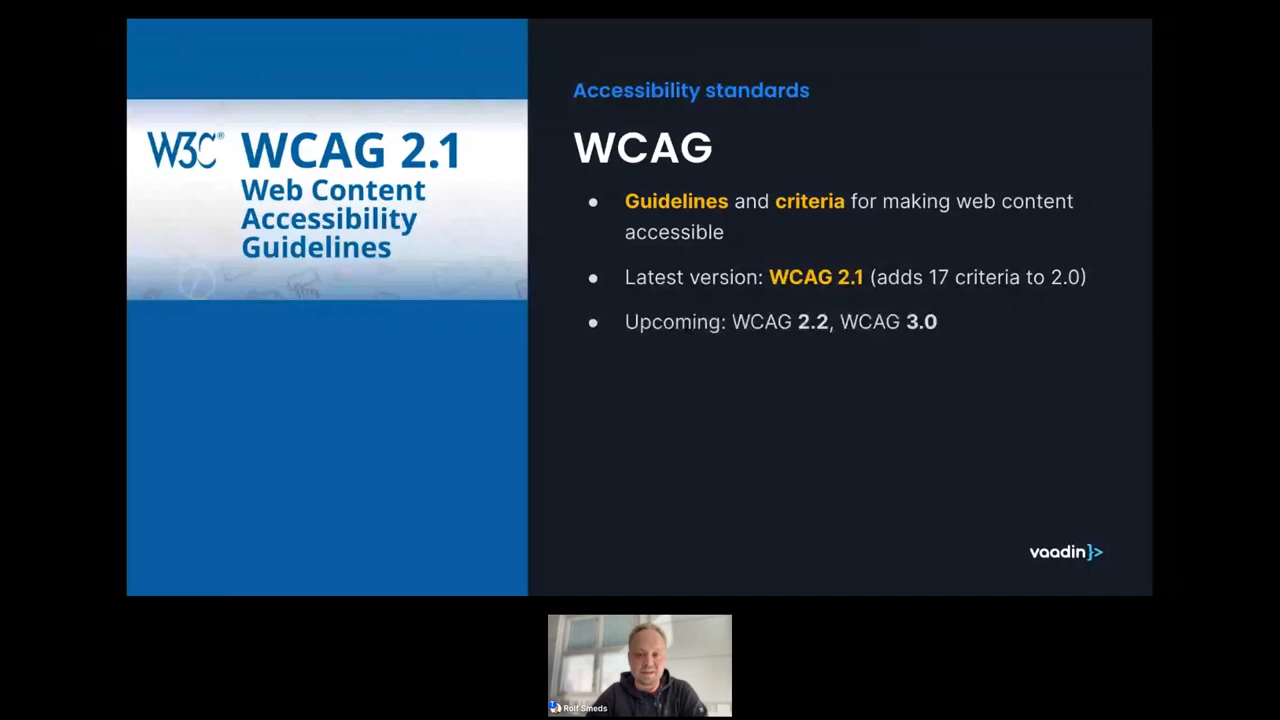 W3C® WCAG 2.1
Web Content
Accessibility
Guidelines
Accessibility standards
WCAG
● Guidelines and criteria for making web content
accessible
● Latest version: WCAG 2.1 (adds 17 criteria to 2.0)
● Upcoming: WCAG 2.2, WCAG 3.0
vaadin}>
Rolf Smeds